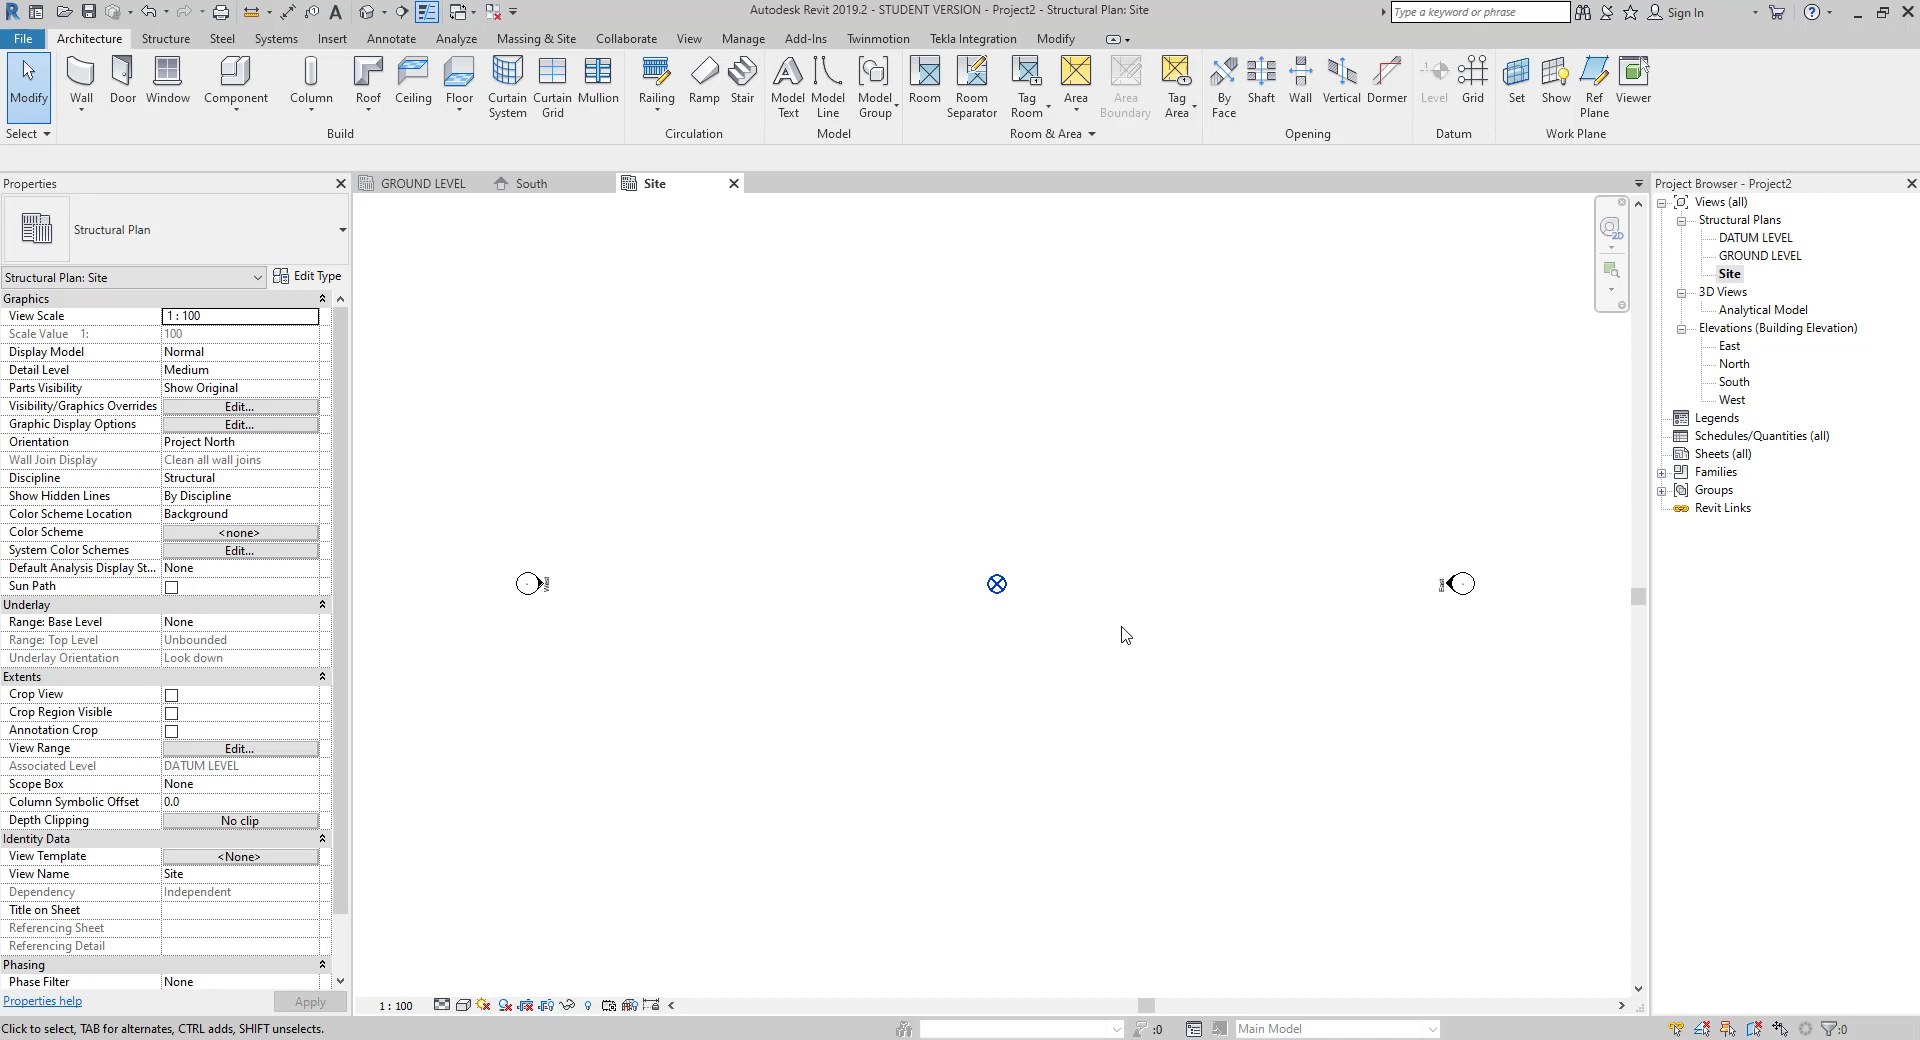 Autodesk Revit 2019.2 - STUDENT VERSION - Project2 - Structural Plan: Site
Type a keyword or phrase
Sign In
File Architecture Structure Steel Systems Insert Annotate Analyze Massing & Site Collaborate View Manage Add-Ins Twinmotion Tekla Integration Modify
Modify Wall Door Window Component Column Roof Ceiling Floor Curtain System Curtain Grid Mullion Railing Ramp Stair Model Text Model Line Model Group Room Room Separator Tag Room Area Area Boundary Tag Area By Face Shaft Wall Vertical Dormer Level Grid Set Show Ref Plane Viewer
Select Build Circulation Model Room & Area Opening Datum Work Plane
Properties
GROUND LEVEL South Site
Project Browser - Project2
Structural Plan
Structural Plan: Site Edit Type
Graphics
View Scale 1 : 100
Scale Value 1: 100
Display Model Normal
Detail Level Medium
Parts Visibility Show Original
Visibility/Graphics Overrides Edit...
Graphic Display Options Edit...
Orientation Project North
Wall Join Display Clean all wall joins
Discipline Structural
Show Hidden Lines By Discipline
Color Scheme Location Background
Color Scheme <none>
System Color Schemes Edit...
Default Analysis Display St... None
Sun Path
Underlay
Range: Base Level None
Range: Top Level Unbounded
Underlay Orientation Look down
Extents
Crop View
Crop Region Visible
Annotation Crop
View Range Edit...
Associated Level DATUM LEVEL
Scope Box None
Column Symbolic Offset 0.0
Depth Clipping No clip
Identity Data
View Template <None>
View Name Site
Dependency Independent
Title on Sheet
Referencing Sheet
Referencing Detail
Phasing
Phase Filter None
Properties help Apply
West
East
2D
Views (all)
Structural Plans
DATUM LEVEL
GROUND LEVEL
Site
3D Views
Analytical Model
Elevations (Building Elevation)
East
North
South
West
Legends
Schedules/Quantities (all)
Sheets (all)
Families
Groups
Revit Links
1 : 100
Click to select, TAB for alternates, CTRL adds, SHIFT unselects.
:0
Main Model
:0